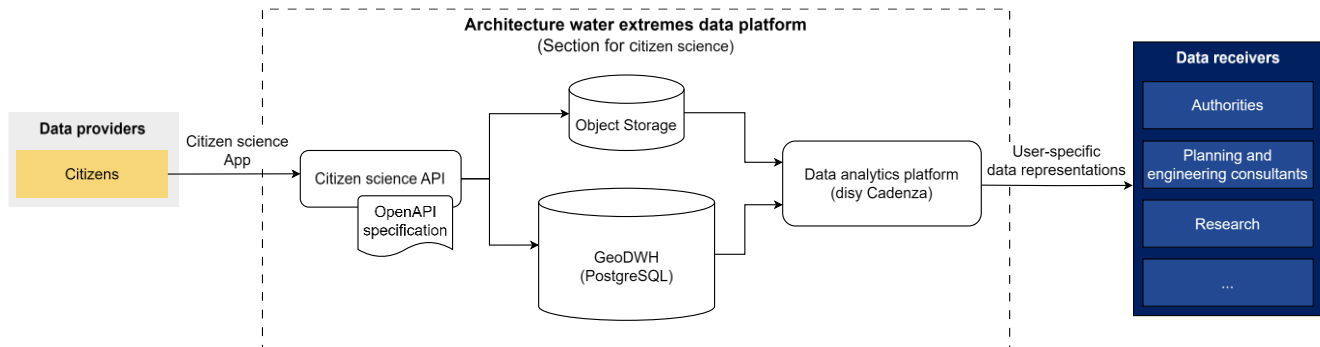 Architecture water extremes data platform
(Section for citizen science)
Data providers
Citizens
Citizen science
App
Citizen science API
OpenAPI
specification
Object Storage
GeoDWH
(PostgreSQL)
Data analytics platform
(disy Cadenza)
User-specific
data representations
Data receivers
Authorities
Planning and
engineering consultants
Research
...